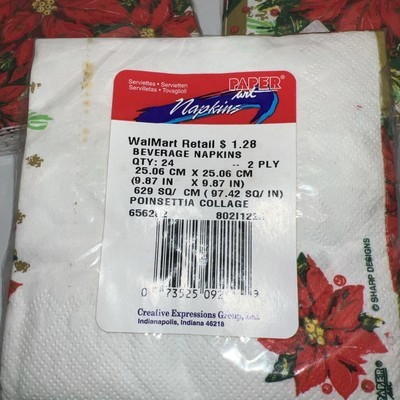 Serviettes - Servietten
Servilletas - Tovaglioli
PAPER®
art
Napkins
WalMart Retail $ 1.28
BEVERAGE NAPKINS
QTY: 24 -- 2 PLY
25.06 CM X 25.06 CM
(9.87 IN X 9.87 IN)
629 SQ/ CM ( 97.42 SQ/ IN)
POINSETTIA COLLAGE
Creative Expressions Group,
Indianapolis, Indiana 46218
© SHARP DESIGNS
PAPER
art